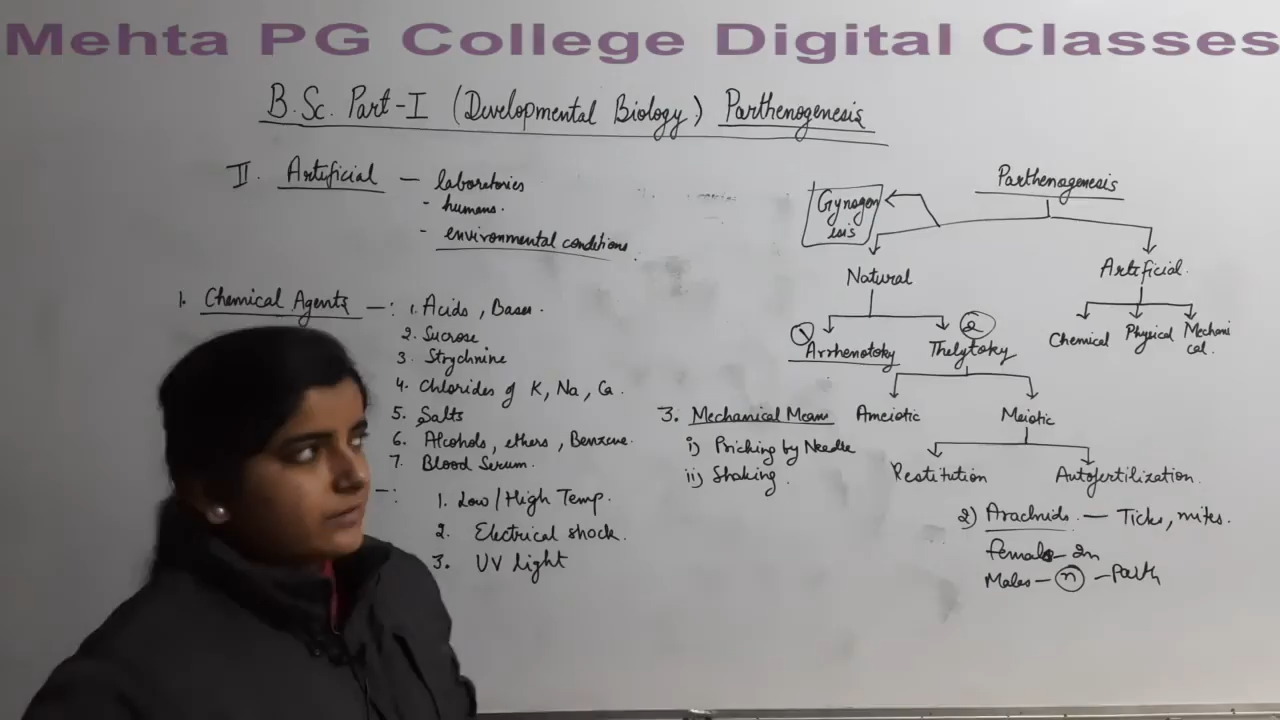 Mehta PG College Digital Classes
B.Sc. Part-I (Developmental Biology) Parthenogenesis
II. Artificial — laboratories
- humans.
- environmental conditions.
1. Chemical Agents —: 1. Acids, Bases.
2. Sucrose
3. Strychnine
4. Chlorides of K, Na, Ca.
5. Salts
6. Alcohols, ethers, Benzene.
7. Blood Serum.
—: 1. Low/High Temp.
2. Electrical shock.
3. UV light
3. Mechanical Means
i) Pricking by Needle
ii) Shaking.
Parthenogenesis
Gynogen
esis
Natural
Artificial.
Chemical Physical Mechani
cal.
1 Arrhenotoky
2 Thelytoky
Ameiotic Meiotic
Restitution Autofertilization.
2) Arachnids — Ticks, mites.
females - 2n
Males - n - Parth